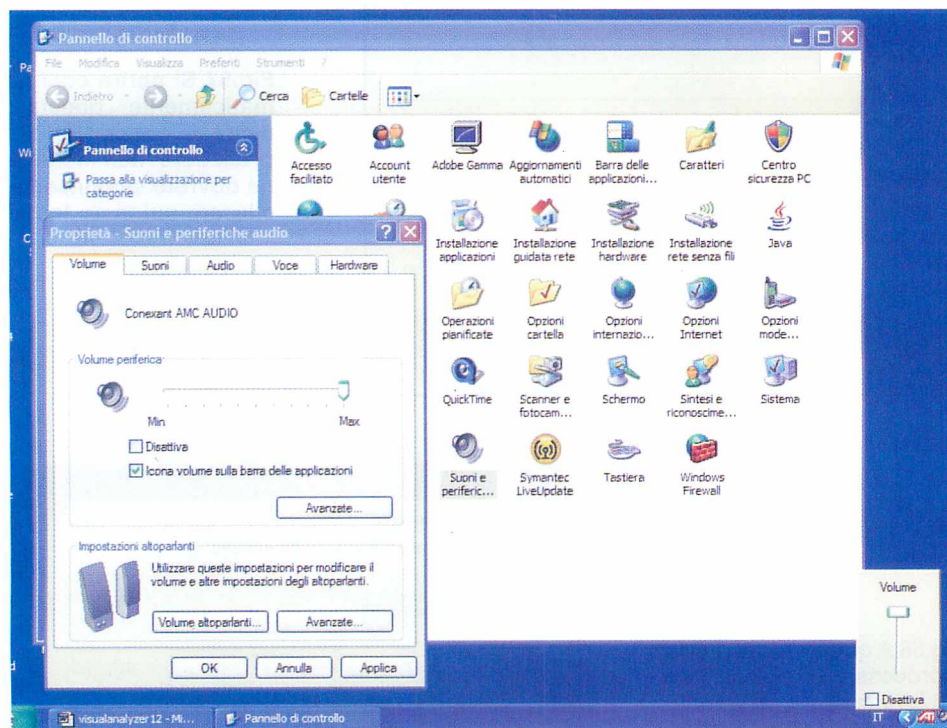 Pannello di controllo
File Modifica Visualizza Preferiti Strumenti ?
Indietro Cerca Cartelle
Pannello di controllo
Passa alla visualizzazione per
categorie
Accesso
facilitato
Account
utente
Adobe Gamma
Aggiornamenti
automatici
Barra delle
applicazioni...
Caratteri
Centro
sicurezza PC
Installazione
applicazioni
Installazione
guidata rete
Installazione
hardware
Installazione
rete senza fili
Java
Operazioni
pianificate
Opzioni
cartella
Opzioni
internazio...
Opzioni
Internet
Opzioni
mode...
QuickTime
Scanner e
fotocam...
Schermo
Sintesi e
riconoscime...
Sistema
Suoni e
periferic...
Symantec
LiveUpdate
Tastiera
Windows
Firewall
Proprietà - Suoni e periferiche audio
Volume Suoni Audio Voce Hardware
Conexant AMC AUDIO
Volume periferica
Min Max
Disattiva
Icona volume sulla barra delle applicazioni
Avanzate...
Impostazioni altoparlanti
Utilizzare queste impostazioni per modificare il
volume e altre impostazioni degli altoparlanti.
Volume altoparlanti... Avanzate...
OK Annulla Applica
Volume
Disattiva
visualanalyzer12 - Mi... Pannello di controllo IT ATI